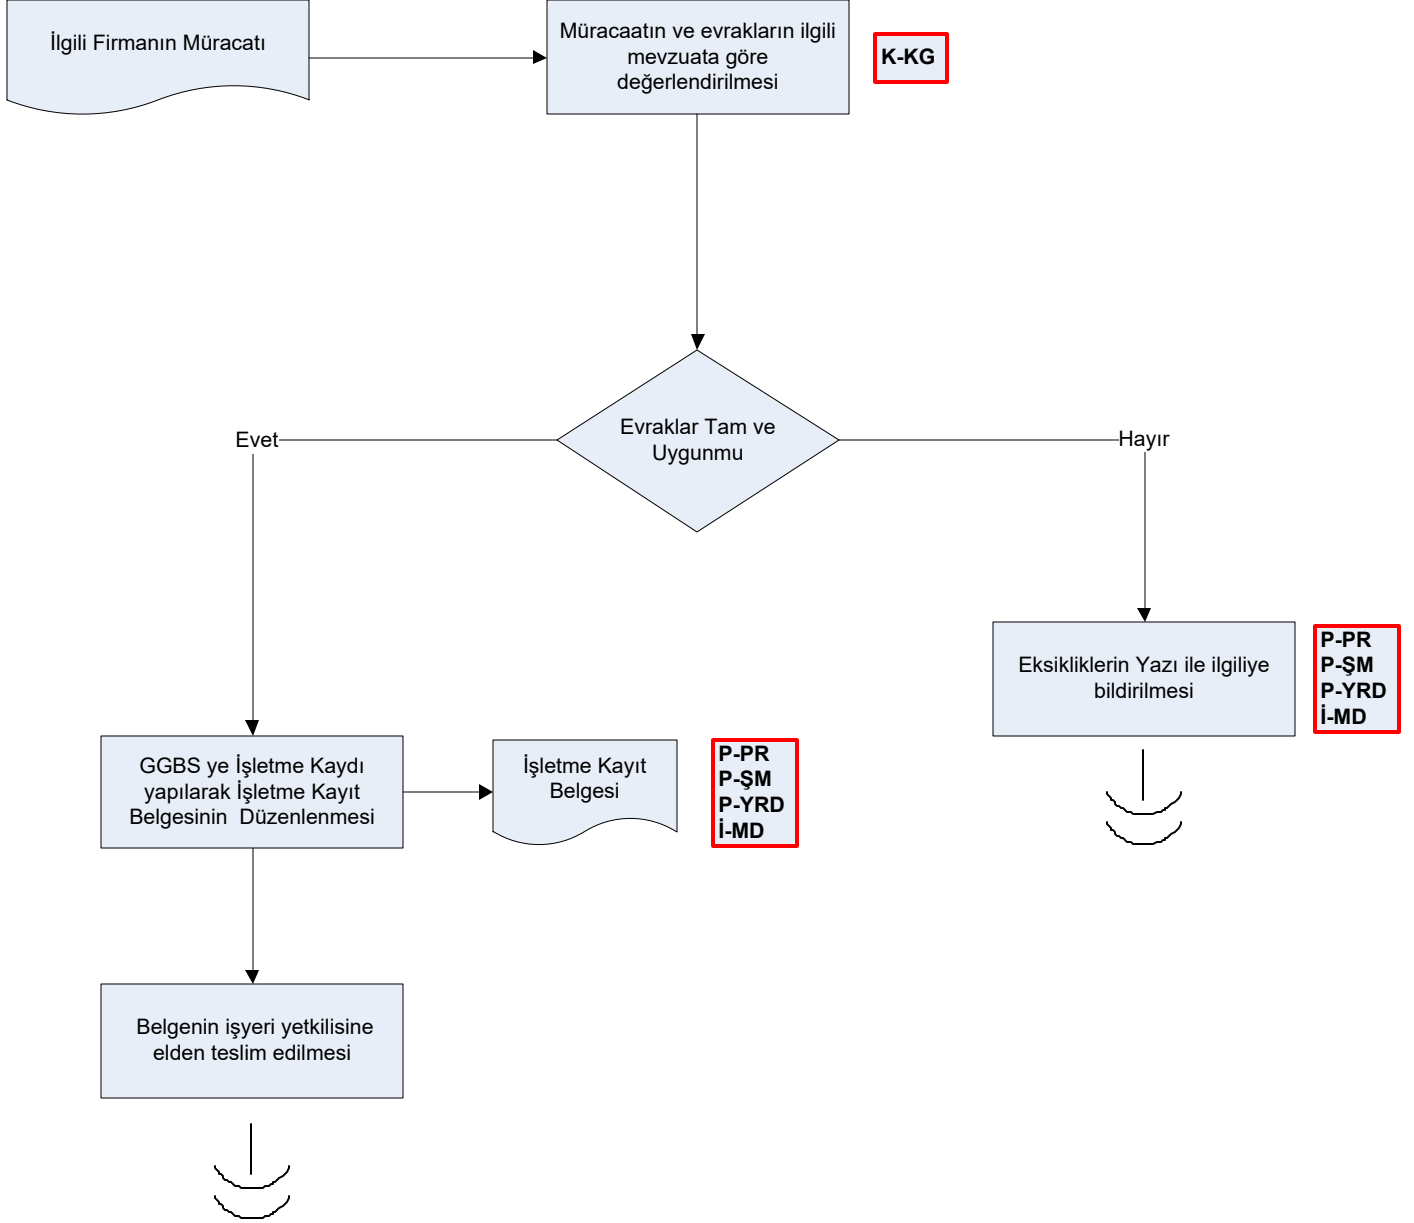 İlgili Firmanın Müracatı
Müracaatın ve evrakların ilgili
mevzuata göre
değerlendirilmesi
K-KG
Evraklar Tam ve
Uygunmu
Evet
Hayır
Eksikliklerin Yazı ile ilgiliye
bildirilmesi
P-PR
P-ŞM
P-YRD
İ-MD
GGBS ye İşletme Kaydı
yapılarak İşletme Kayıt
Belgesinin  Düzenlenmesi
İşletme Kayıt
Belgesi
P-PR
P-ŞM
P-YRD
İ-MD
Belgenin işyeri yetkilisine
elden teslim edilmesi